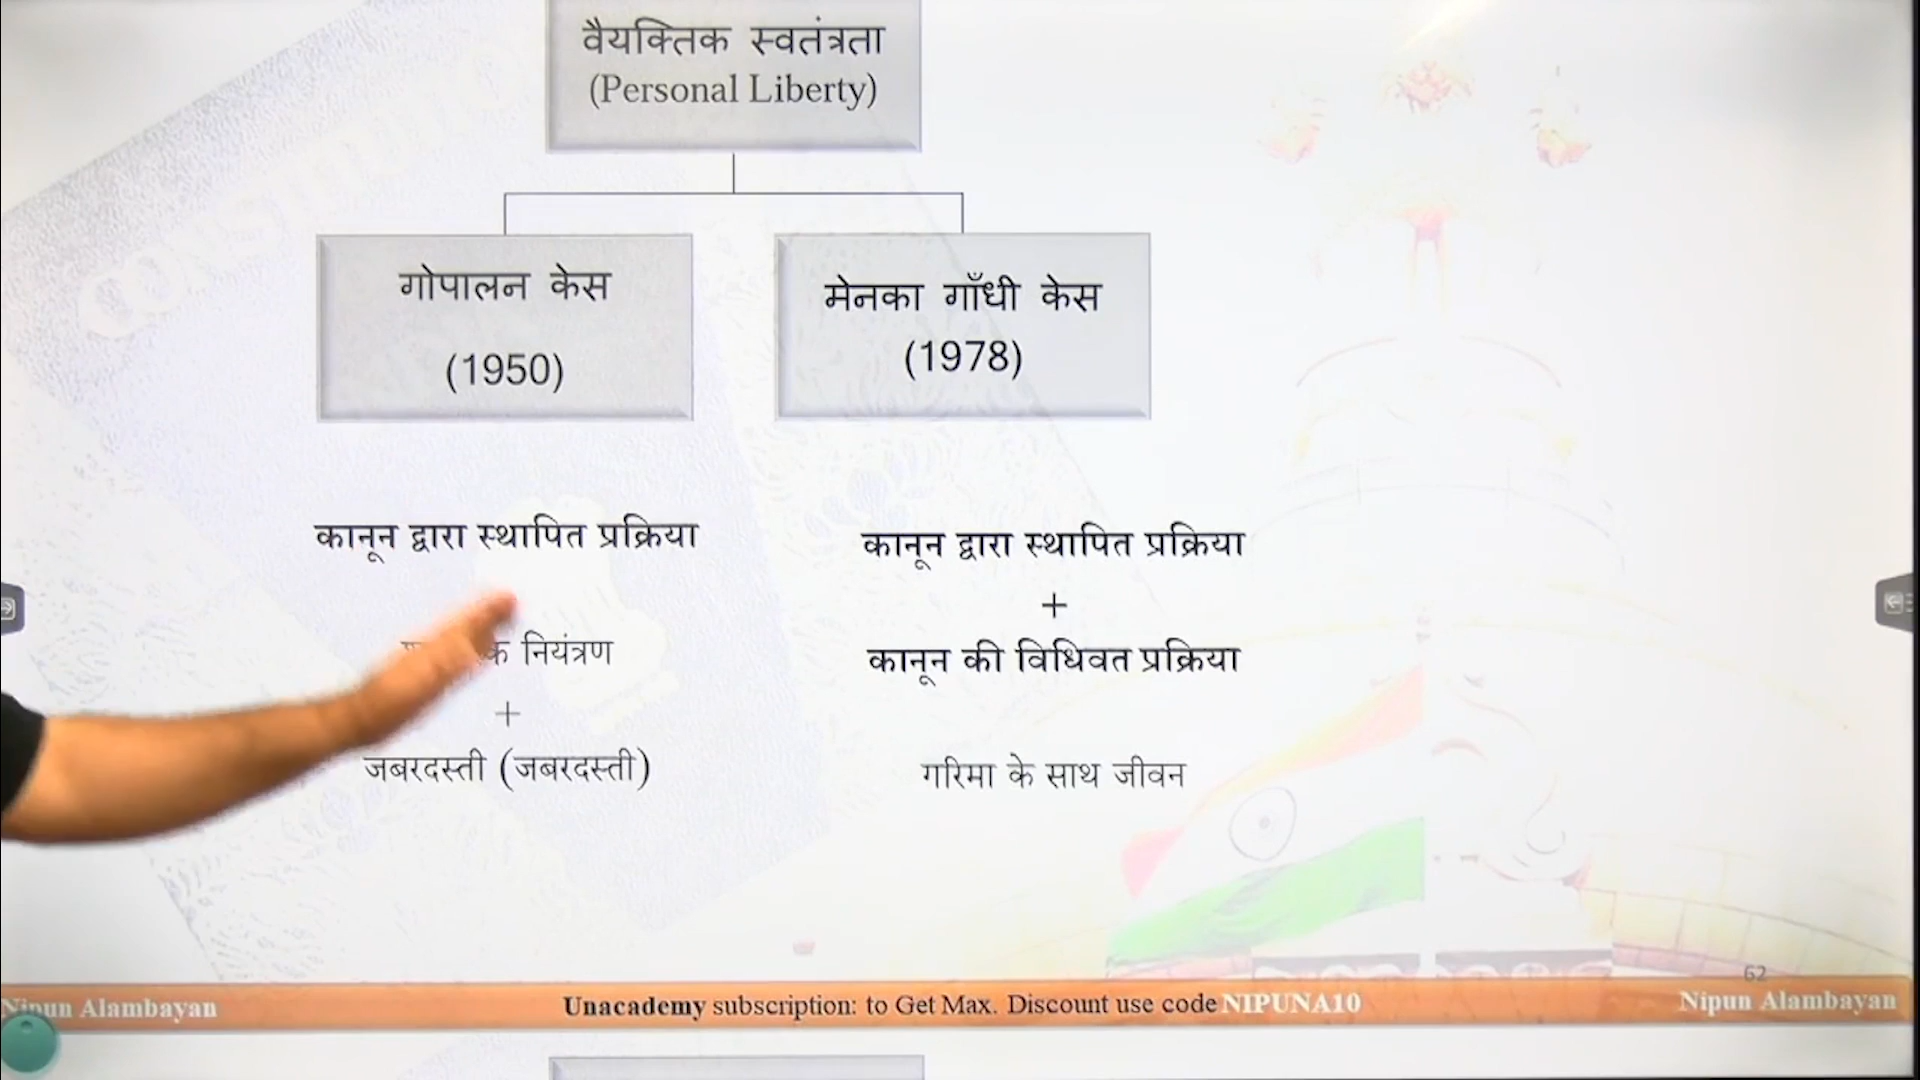 वैयक्तिक स्वतंत्रता
(Personal Liberty)
गोपालन केस
(1950)
मेनका गाँधी केस
(1978)
कानून द्वारा स्थापित प्रक्रिया
नियंत्रण
+
जबरदस्ती (जबरदस्ती)
कानून द्वारा स्थापित प्रक्रिया
+
कानून की विधिवत प्रक्रिया
गरिमा के साथ जीवन
62
Nipun Alambayan
Unacademy subscription: to Get Max. Discount use code NIPUNA10
Nipun Alambayan